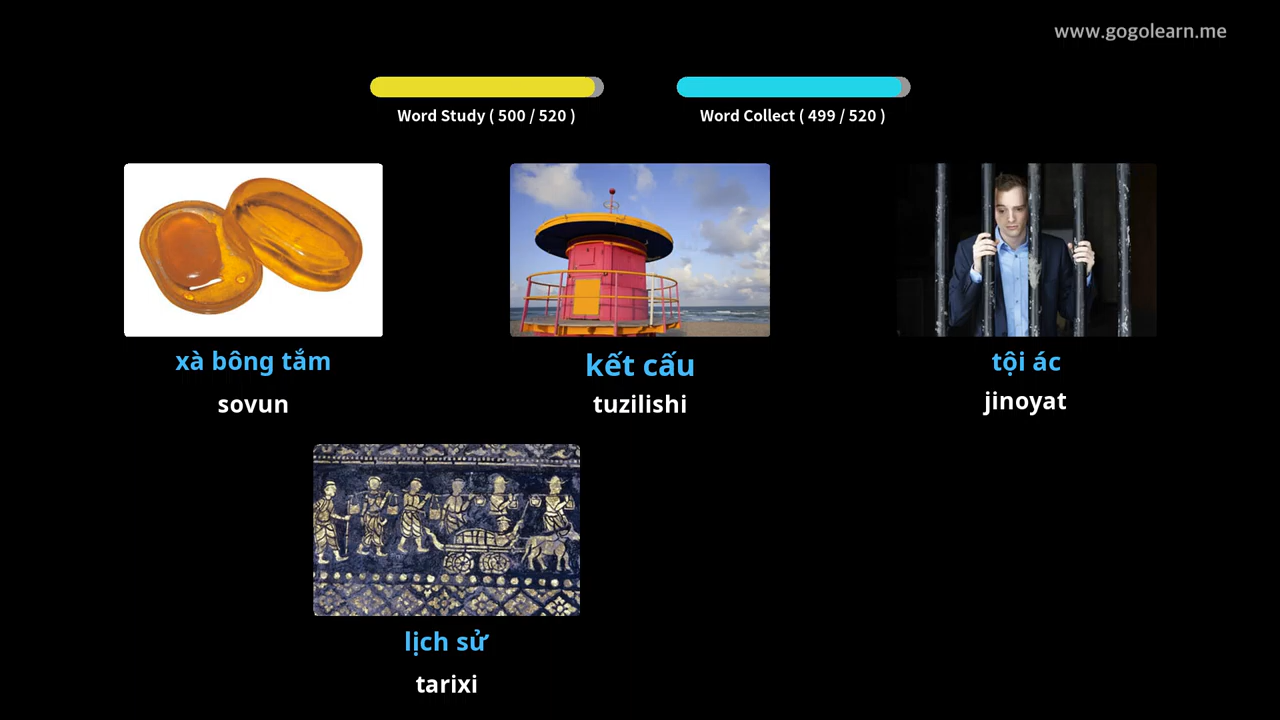 www.gogolearn.me
Word Study ( 500 / 520 )
Word Collect ( 499 / 520 )
xà bông tắm
sovun
kết cấu
tuzilishi
tội ác
jinoyat
lịch sử
tarixi